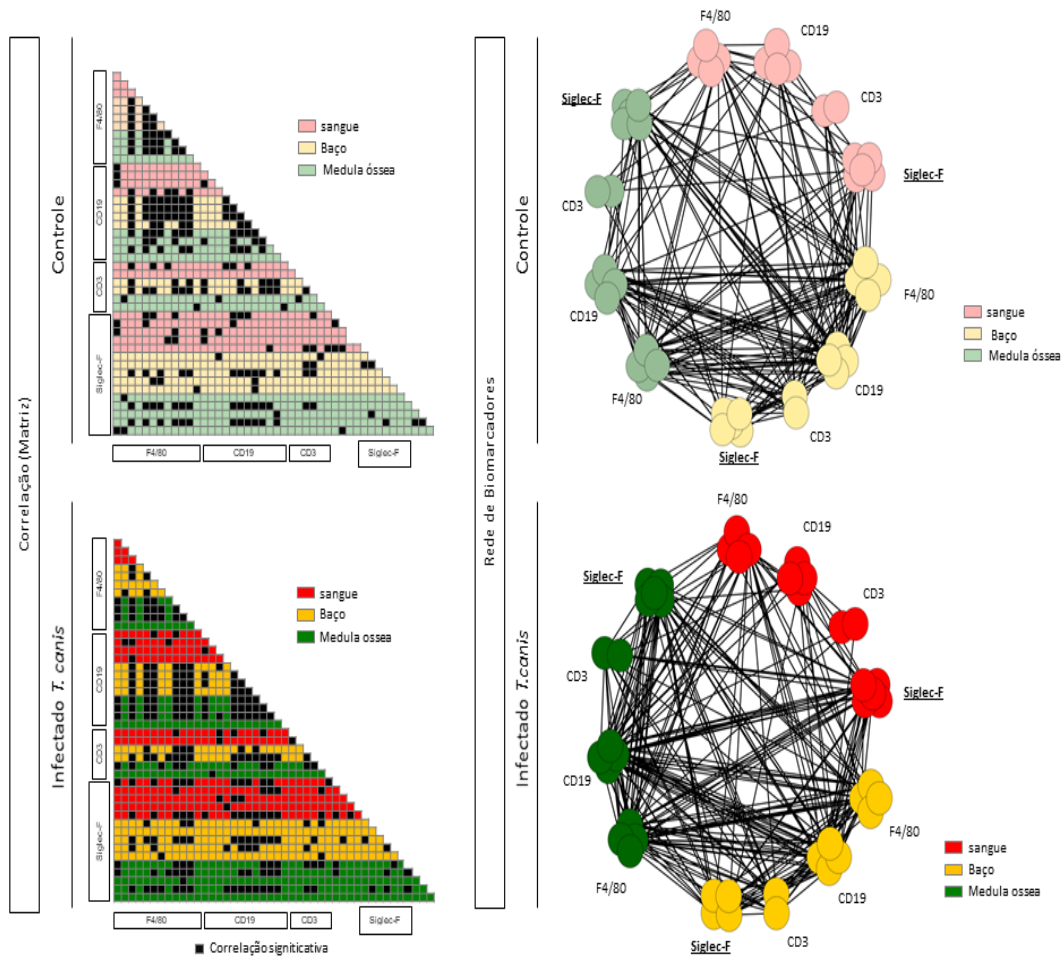 Correlação (Matriz)
Controle
F4/80
CD19
CD3
Siglec-F
sangue
Baço
Medula óssea
F4/80
CD19
CD3
Siglec-F
Infectado T. canis
F4/80
CD19
CD3
Siglec-F
sangue
Baço
Medula ossea
F4/80
CD19
CD3
Siglec-F
Correlação signiticativa
Rede de Biomarcadores
Controle
F4/80
CD19
Siglec-F
CD3
Siglec-F
CD3
F4/80
CD19
sangue
Baço
Medula óssea
CD19
F4/80
CD3
Siglec-F
Infectado T.canis
F4/80
CD19
Siglec-F
CD3
CD3
Siglec-F
CD19
F4/80
sangue
Baço
Medula ossea
F4/80
CD19
CD3
Siglec-F